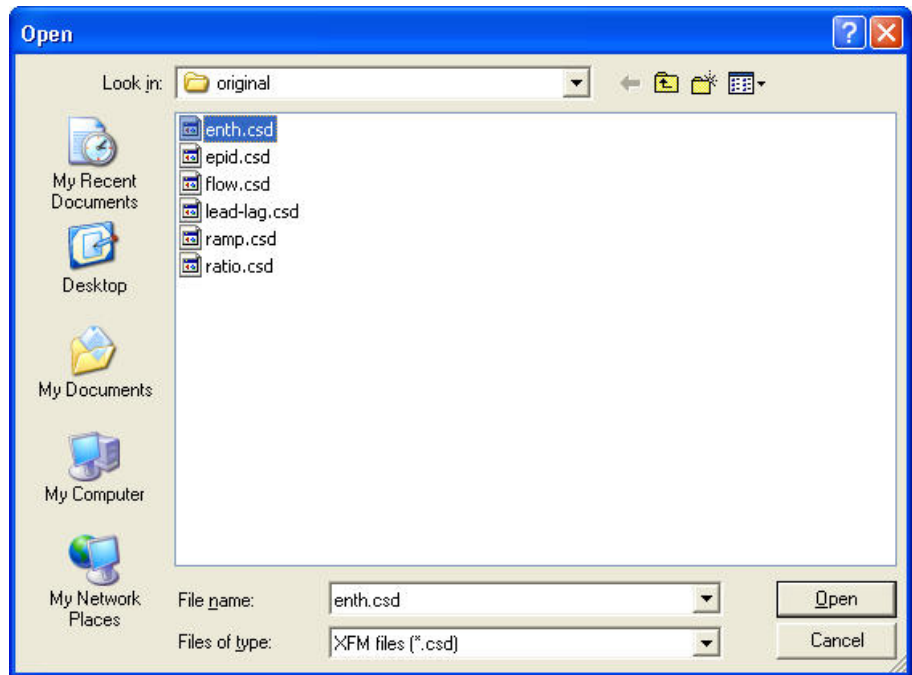 Open
Look in: original
enth.csd
epid.csd
flow.csd
lead-lag.csd
ramp.csd
ratio.csd
My Recent
Documents
Desktop
My Documents
My Computer
My Network
Places
File name: enth.csd
Open
Files of type: XFM files (*.csd)
Cancel